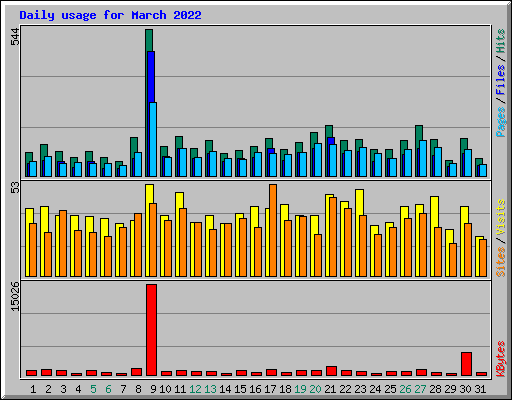 Daily usage for March 2022
544
Pages / Files / Hits
53
Sites / Visits
15026
KBytes
1 2 3 4 5 6 7 8 9 10 11 12 13 14 15 16 17 18 19 20 21 22 23 24 25 26 27 28 29 30 31